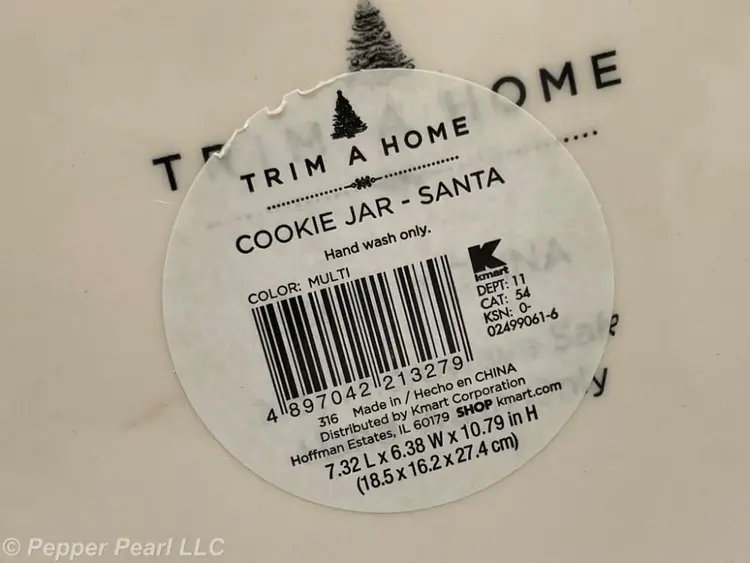 TRIM A HOME
TRIM A HOME
COOKIE JAR - SANTA
Hand wash only.
COLOR: MULTI
K
kmart
DEPT: 11
CAT: 54
KSN: 0-
02499061-6
4 897042 213279
316 Made in / Hecho en CHINA
Distributed by Kmart Corporation
Hoffman Estates, IL 60179 SHOP kmart.com
7.32 L x 6.38 W x 10.79 in H
(18.5 x 16.2 x 27.4 cm)
© Pepper Pearl LLC